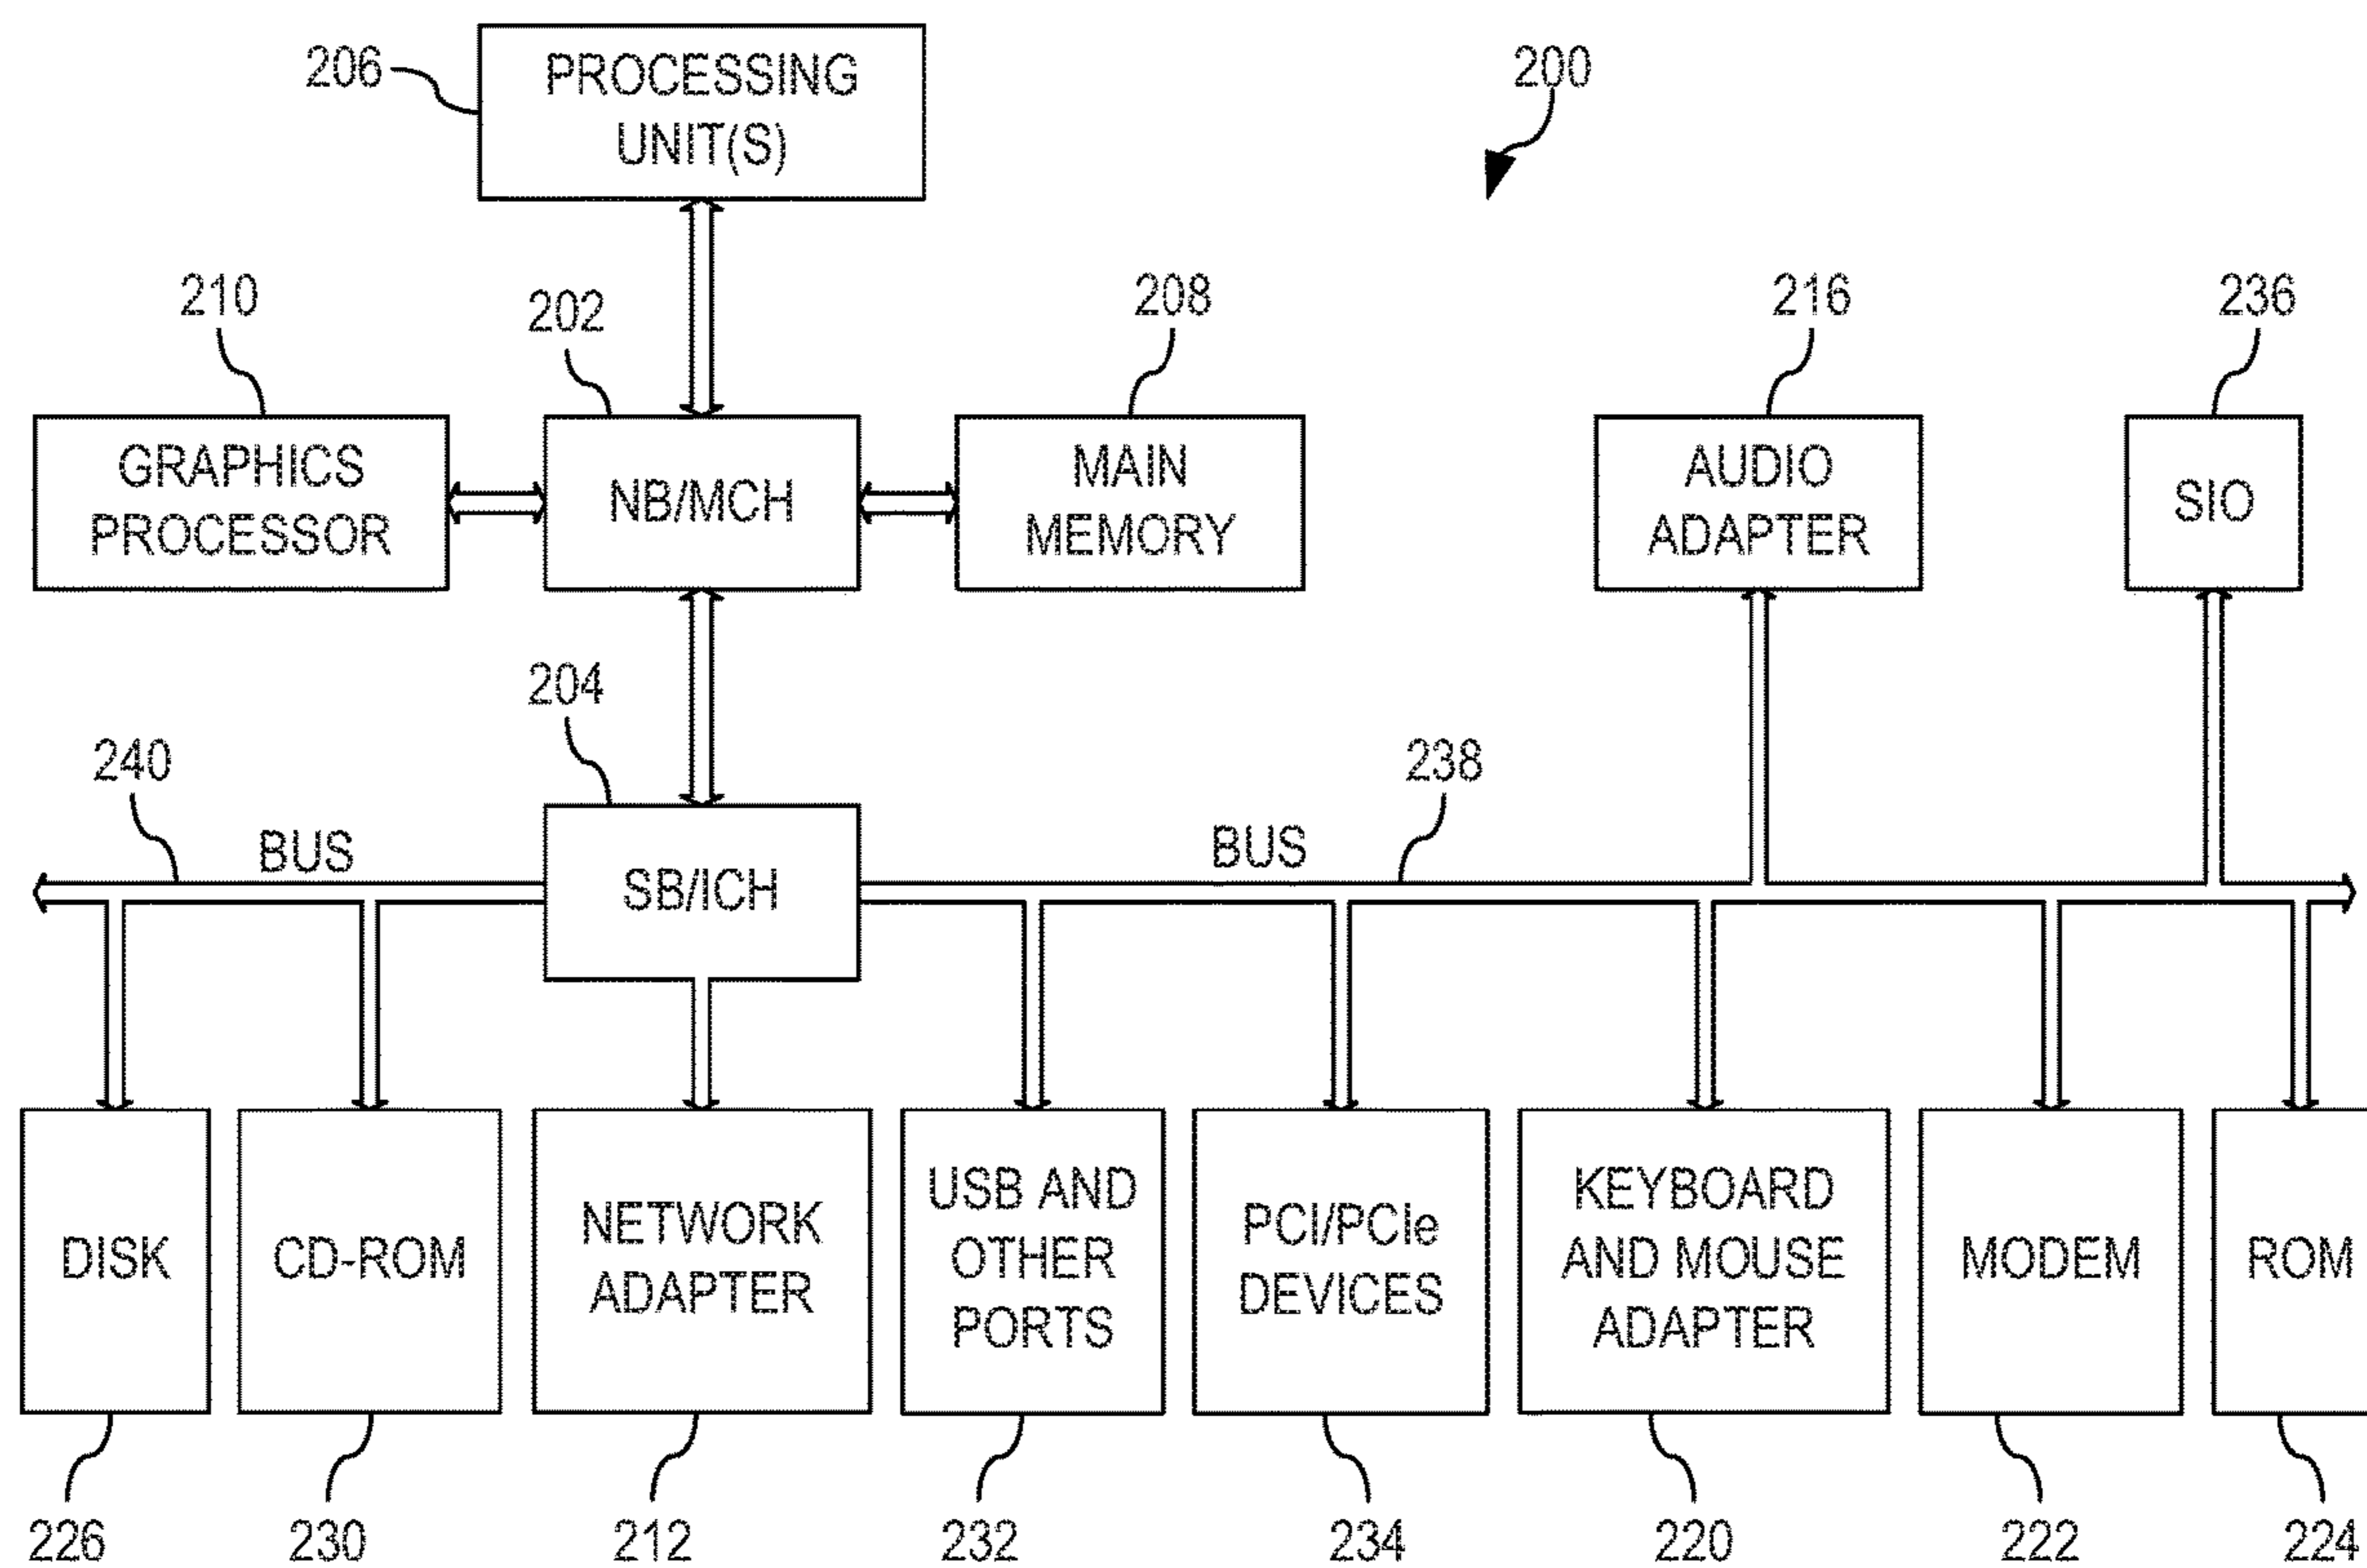 206
PROCESSING
UNIT(S)
200
210
202
208
216
236
GRAPHICS
PROCESSOR
NB/MCH
MAIN
MEMORY
AUDIO
ADAPTER
SIO
204
240
238
BUS
BUS
SB/ICH
DISK
CD-ROM
NETWORK
ADAPTER
USB AND
OTHER
PORTS
PCI/PCIe
DEVICES
KEYBOARD
AND MOUSE
ADAPTER
MODEM
ROM
226
230
212
232
234
220
222
224